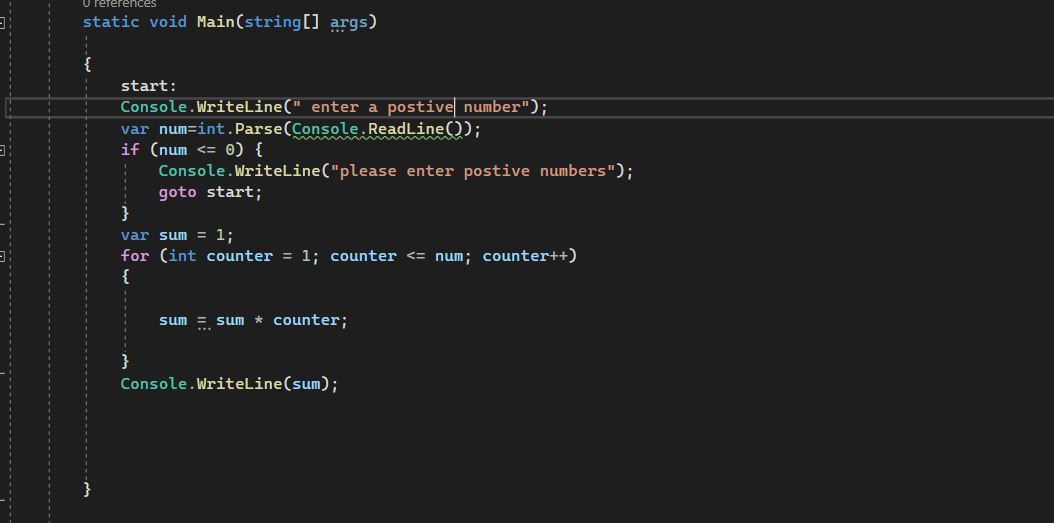 0 references
static void Main(string[] args)
{
start:
Console.WriteLine(" enter a postive number");
var num=int.Parse(Console.ReadLine());
if (num <= 0) {
Console.WriteLine("please enter postive numbers");
goto start;
}
var sum = 1;
for (int counter = 1; counter <= num; counter++)
{
sum = sum * counter;
}
Console.WriteLine(sum);
}